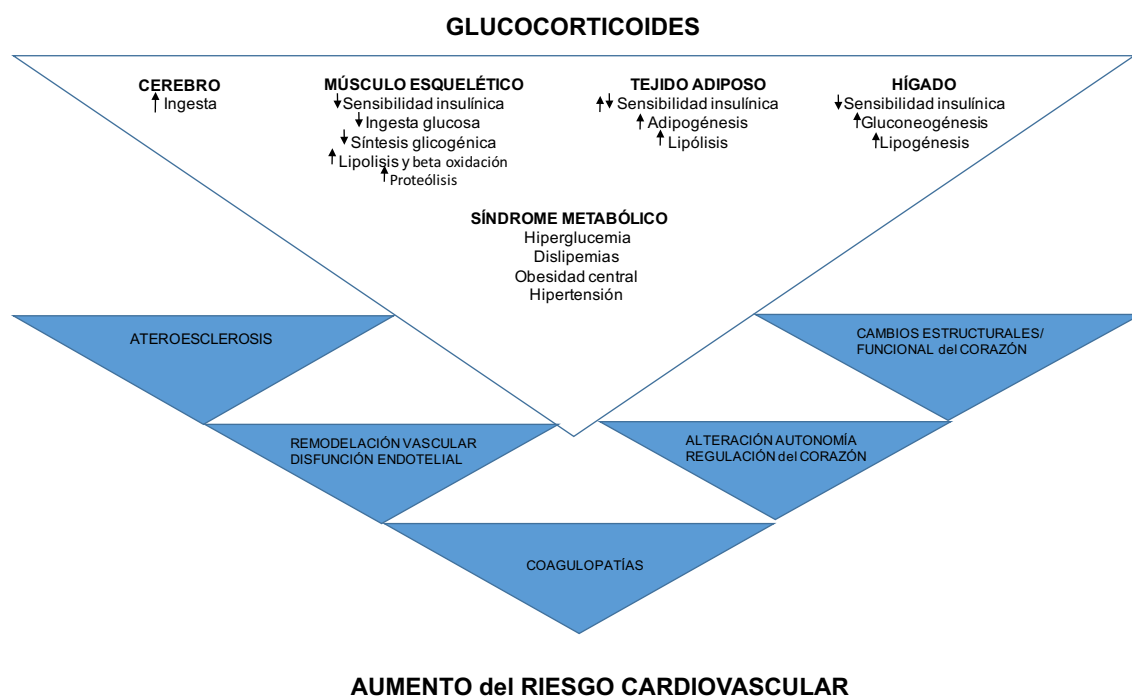 GLUCOCORTICOIDES
CEREBRO
↑ Ingesta
MÚSCULO ESQUELÉTICO
↓Sensibilidad insulínica
↓Ingesta glucosa
↓Síntesis glicogénica
↑Lipolisis y beta oxidación
↑Proteólisis
TEJIDO ADIPOSO
↑↓ Sensibilidad insulínica
↑ Adipogénesis
↑ Lipólisis
HÍGADO
↓Sensibilidad insulínica
↑Gluconeogénesis
↑Lipogénesis
SÍNDROME METABÓLICO
Hiperglucemia
Dislipemias
Obesidad central
Hipertensión
ATEROESCLEROSIS
CAMBIOS ESTRUCTURALES/
FUNCIONAL del CORAZÓN
REMODELACIÓN VASCULAR
DISFUNCIÓN ENDOTELIAL
ALTERACIÓN AUTONOMÍA
REGULACIÓN del CORAZÓN
COAGULOPATÍAS
AUMENTO del RIESGO CARDIOVASCULAR